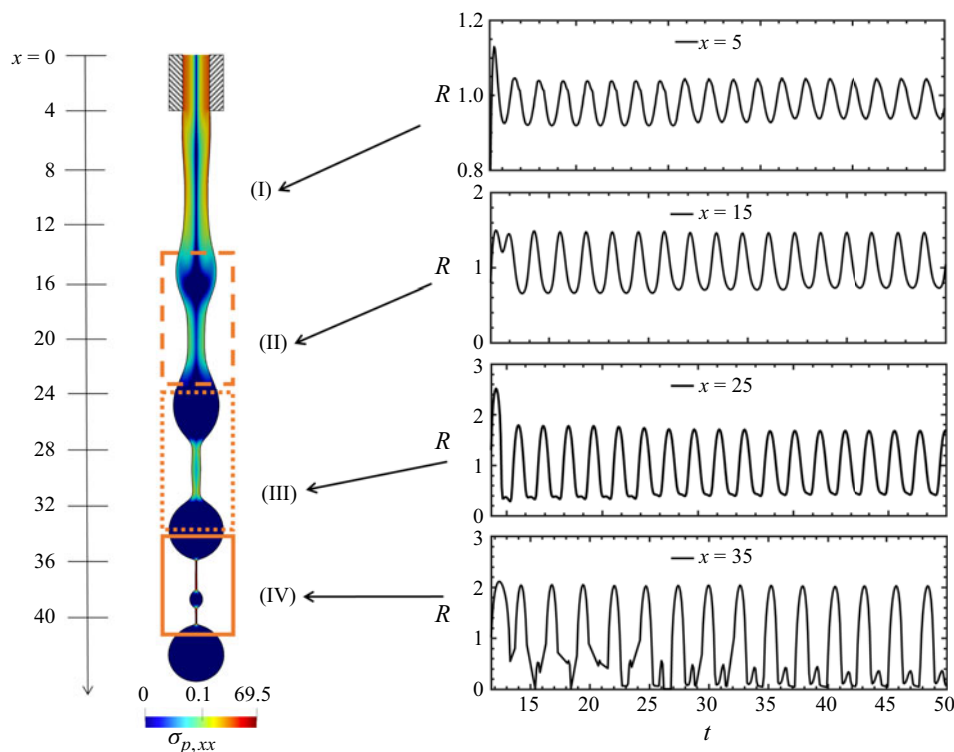 x = 0
4
8
12
16
20
24
28
32
36
40
(I)
(II)
(III)
(IV)
0 0.1 69.5
σp,xx
1.2
1.0
0.8
R
x = 5
2
1
0
R
x = 15
3
2
1
0
R
x = 25
3
2
1
0
R
x = 35
15 20 25 30 35 40 45 50
t